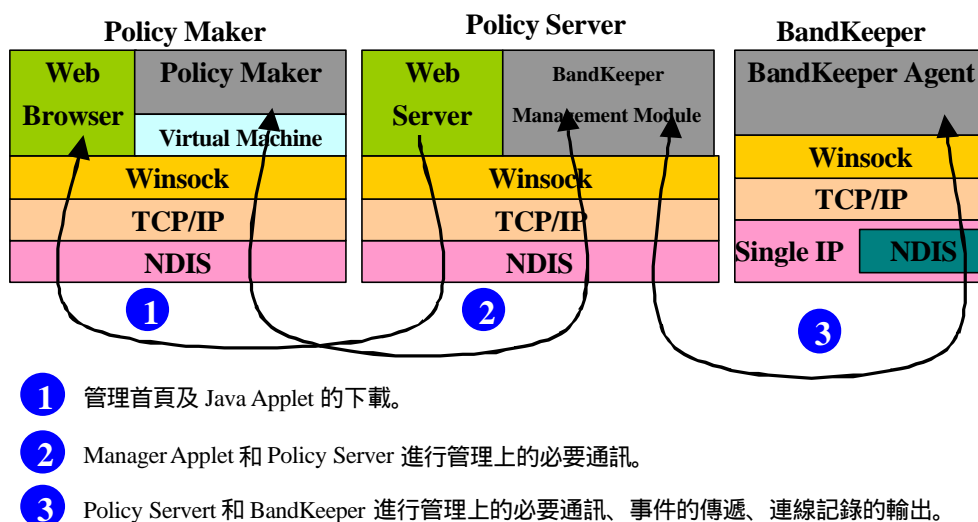 Policy Maker
Policy Server
BandKeeper
Web
Browser
Policy Maker
Virtual Machine
Winsock
TCP/IP
NDIS
Web
Server
BandKeeper
Management Module
Winsock
TCP/IP
NDIS
BandKeeper Agent
Winsock
TCP/IP
Single IP
NDIS
1
2
3
1 管理首頁及 Java Applet 的下載。
2 Manager Applet 和 Policy Server 進行管理上的必要通訊。
3 Policy Servert 和 BandKeeper 進行管理上的必要通訊、事件的傳遞、連線記錄的輸出。